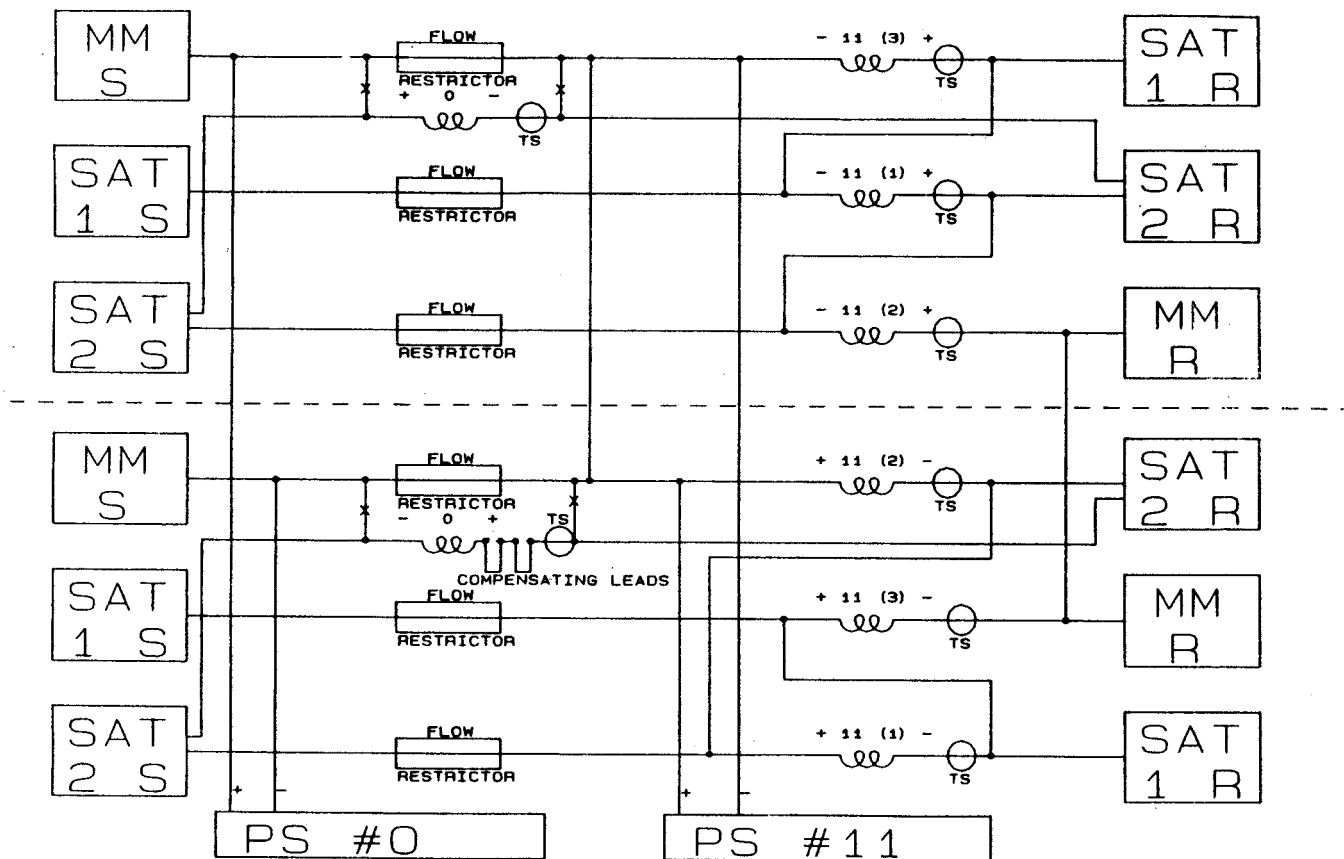 MM S
FLOW
RESTRICTOR
- 11 (3) +
TS
SAT 1 R
+ 0 -
TS
SAT 1 S
FLOW
RESTRICTOR
- 11 (1) +
TS
SAT 2 R
SAT 2 S
FLOW
RESTRICTOR
- 11 (2) +
TS
MM R
MM S
FLOW
RESTRICTOR
+ 11 (2) -
TS
SAT 2 R
- 0 +
TS
COMPENSATING LEADS
SAT 1 S
FLOW
RESTRICTOR
+ 11 (3) -
TS
MM R
SAT 2 S
FLOW
RESTRICTOR
+ 11 (1) -
TS
SAT 1 R
+ -
+ -
PS #0
PS #11